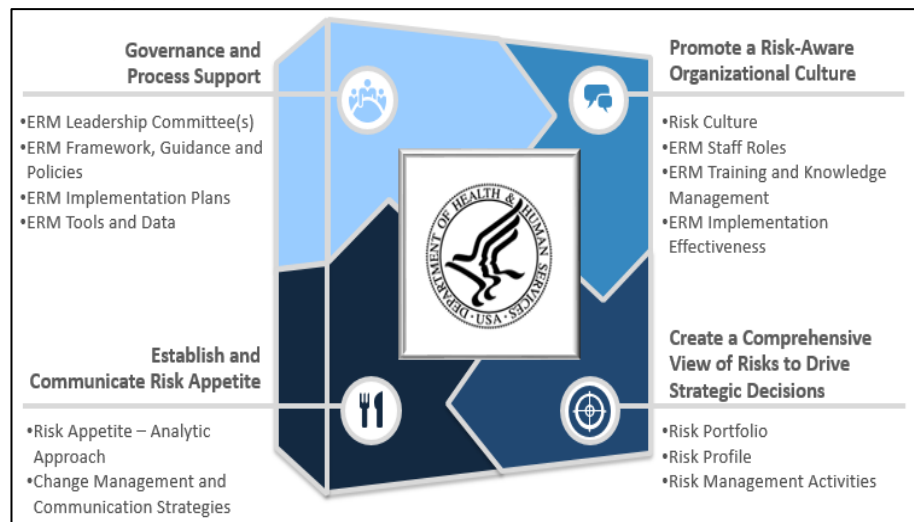 Governance and
Process Support
•ERM Leadership Committee(s)
•ERM Framework, Guidance and
Policies
•ERM Implementation Plans
•ERM Tools and Data
Promote a Risk-Aware
Organizational Culture
•Risk Culture
•ERM Staff Roles
•ERM Training and Knowledge
Management
•ERM Implementation
Effectiveness
DEPARTMENT OF HEALTH & HUMAN SERVICES · USA ·
Establish and
Communicate Risk Appetite
•Risk Appetite – Analytic
Approach
•Change Management and
Communication Strategies
Create a Comprehensive
View of Risks to Drive
Strategic Decisions
•Risk Portfolio
•Risk Profile
•Risk Management Activities